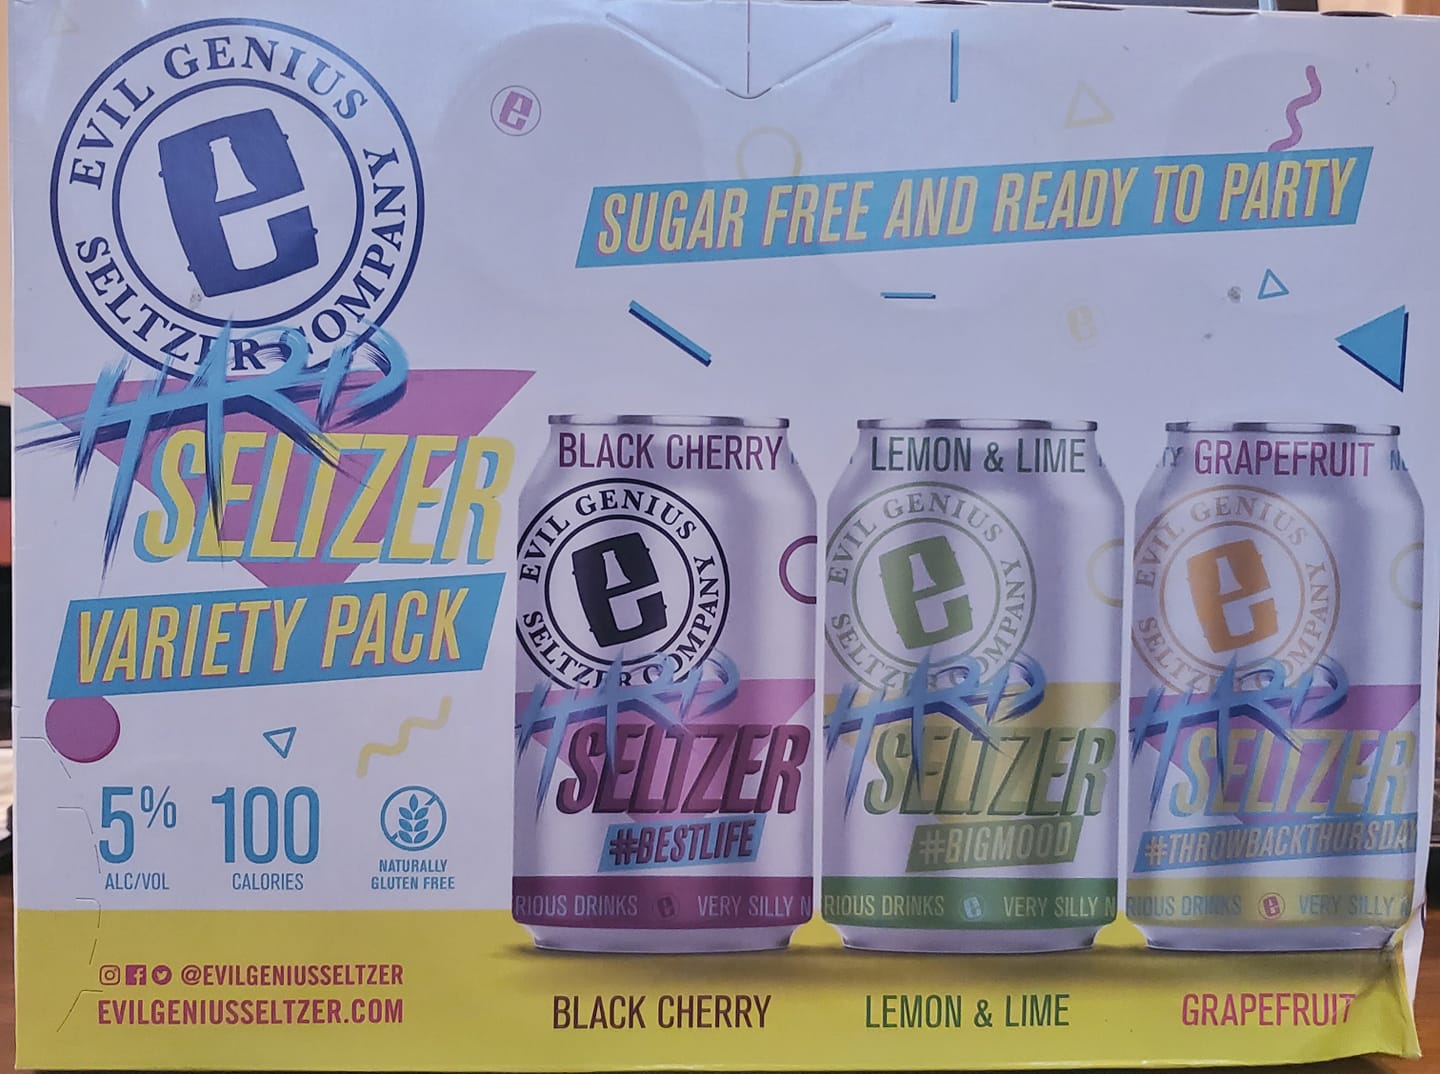 EVIL GENIUS
SELTZER COMPANY
e
e
SUGAR FREE AND READY TO PARTY
HARD
SELTZER
VARIETY PACK
5%
ALC/VOL
100
CALORIES
NATURALLY
GLUTEN FREE
@EVILGENIUSSELTZER
EVILGENIUSSELTZER.COM
BLACK CHERRY
EVIL GENIUS
SELTZER COMPANY
e
HARD
SELTZER
#BESTLIFE
RIOUS DRINKS e VERY SILLY N
BLACK CHERRY
LEMON & LIME
EVIL GENIUS
SELTZER COMPANY
e
HARD
SELTZER
#BIGMOOD
RIOUS DRINKS e VERY SILLY N
LEMON & LIME
TY GRAPEFRUIT
EVIL GENIUS
SELTZER COMPANY
e
HARD
SELTZER
#THROWBACKTHURSDAY
RIOUS DRINKS e VERY SILLY
GRAPEFRUIT